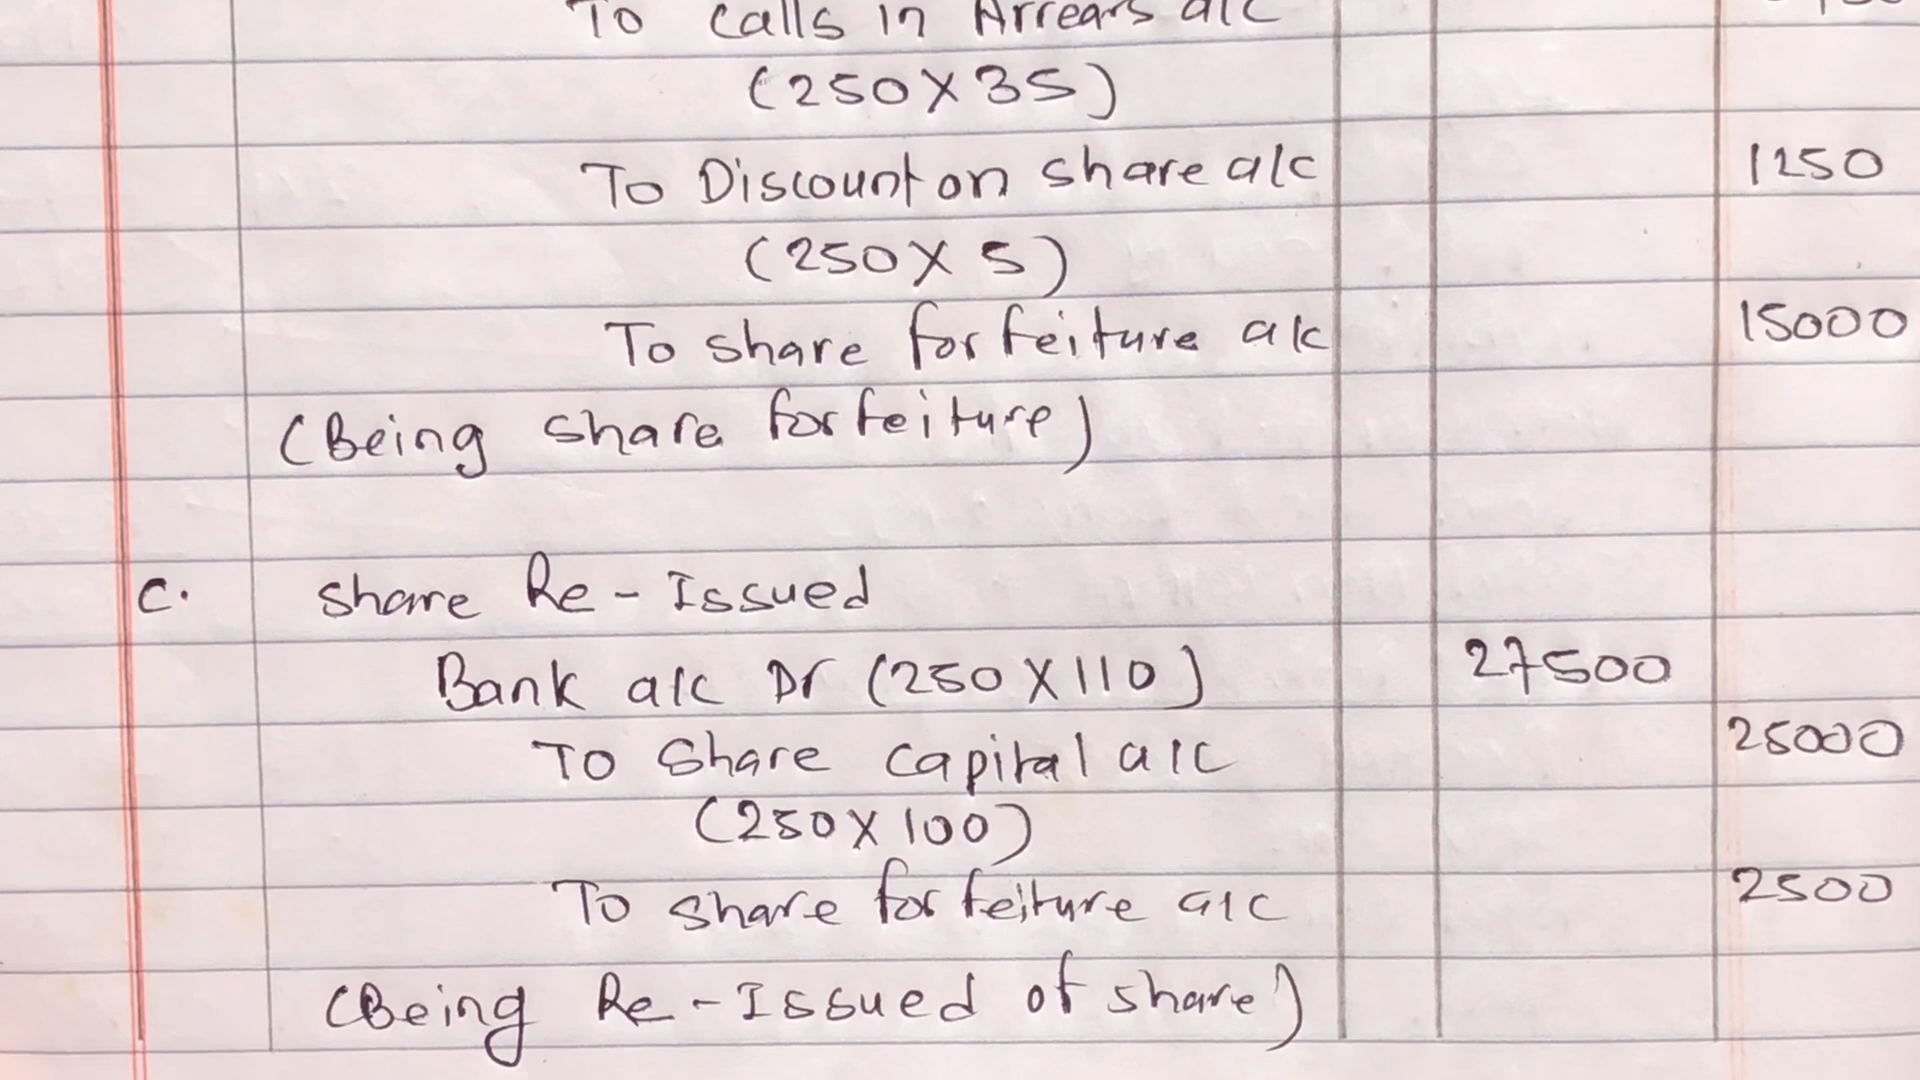 To Calls in Arrears a/c
(250X35)
To Discount on share a/c 1250
(250X5)
To share forfeiture a/c 15000
(Being share forfeiture)
C. share Re-Issued
Bank a/c Dr (250X110) 27500
To Share capital a/c 25000
(250X100)
To share forfeiture a/c 2500
(Being Re-Issued of share)